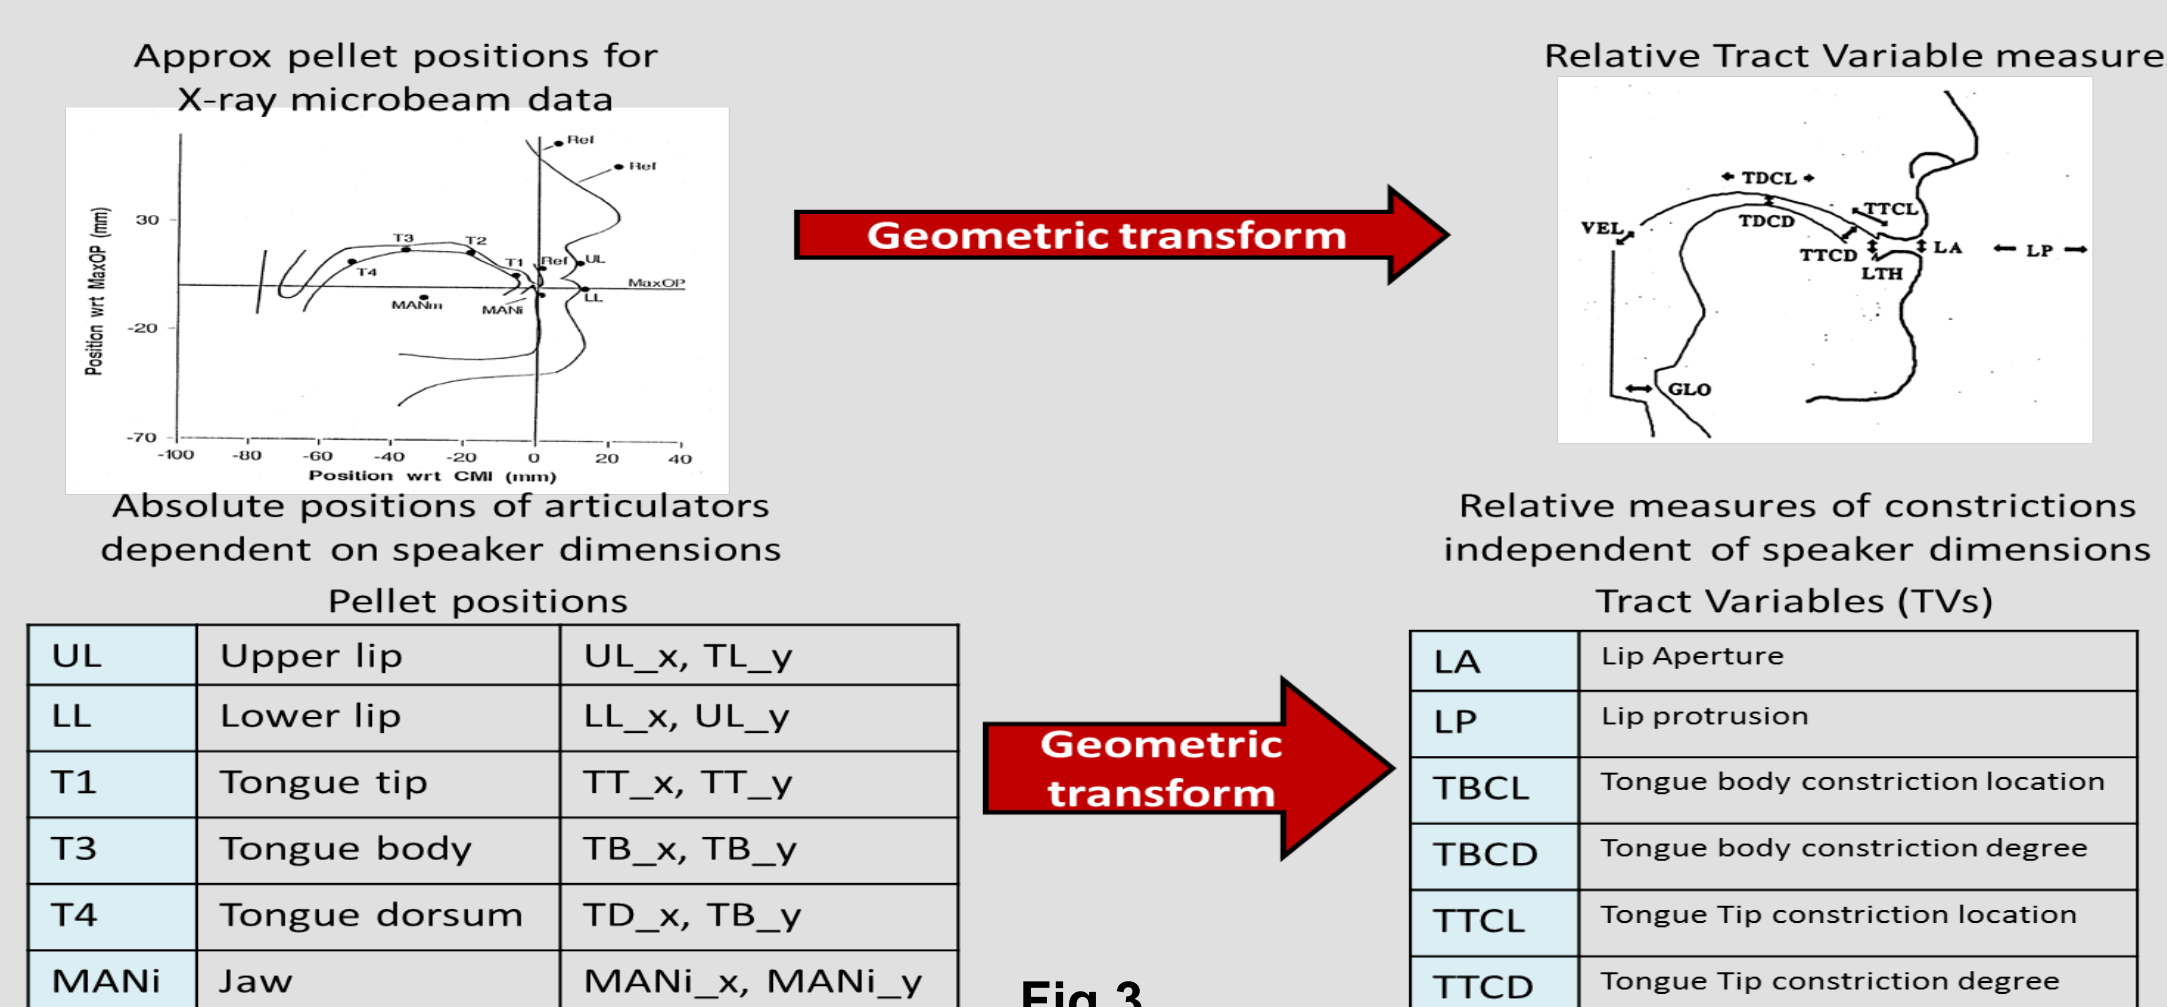 Approx pellet positions for
X-ray microbeam data
Ref
Ref
30
T3
T2
T4
T1
Ref
UL
MaxOP
LL
MANm
MANi
-20
-70
-100 -80 -60 -40 -20 0 20 40
Position wrt CMI (mm)
Position wrt MaxOP (mm)
Absolute positions of articulators
dependent on speaker dimensions
Geometric transform
Relative Tract Variable measure
TDCL
TTCL
VEL
TDCD
TTCD
LTH
LA
LP
GLO
Relative measures of constrictions
independent of speaker dimensions
Pellet positions
UL Upper lip UL_x, TL_y
LL Lower lip LL_x, UL_y
T1 Tongue tip TT_x, TT_y
T3 Tongue body TB_x, TB_y
T4 Tongue dorsum TD_x, TB_y
MANi Jaw MANi_x, MANi_y
Geometric
transform
Tract Variables (TVs)
LA Lip Aperture
LP Lip protrusion
TBCL Tongue body constriction location
TBCD Tongue body constriction degree
TTCL Tongue Tip constriction location
TTCD Tongue Tip constriction degree
Fig 3